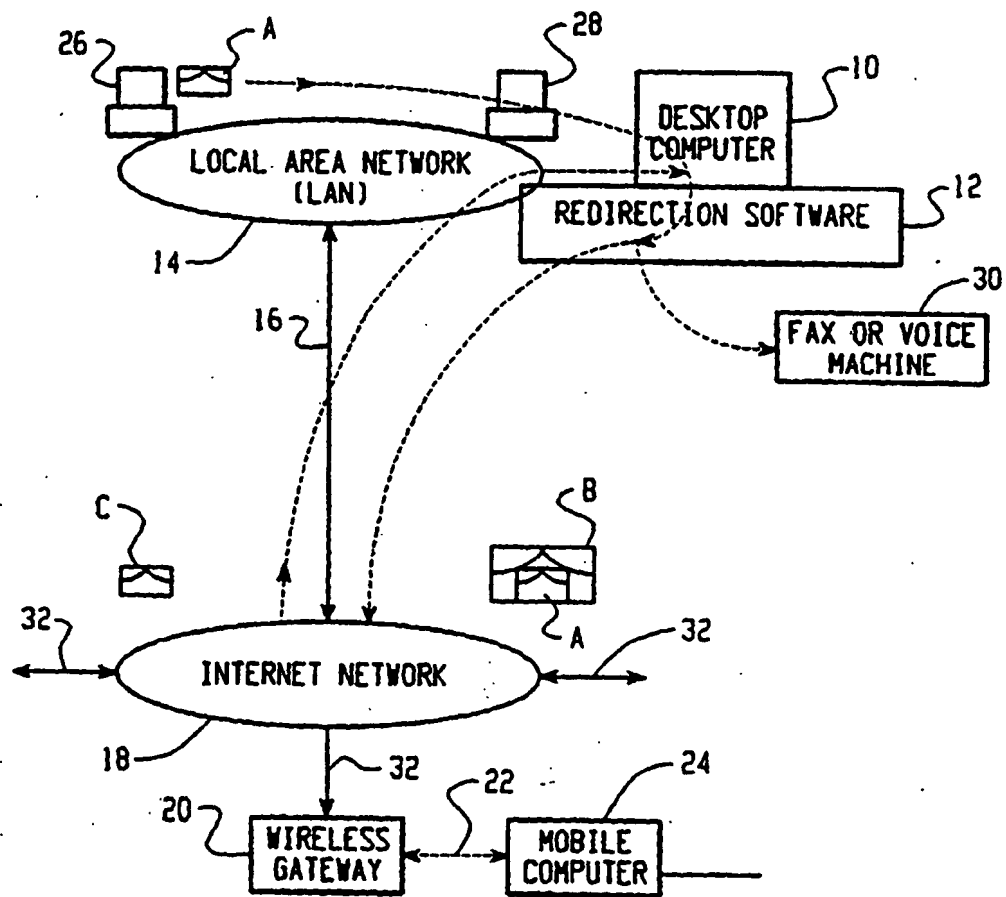 26
A
28
10
DESKTOP
COMPUTER
LOCAL AREA NETWORK
(LAN)
REDIRECTION SOFTWARE
12
14
16
30
FAX OR VOICE
MACHINE
C
B
A
32
32
INTERNET NETWORK
18
32
20
22
24
WIRELESS
GATEWAY
MOBILE
COMPUTER